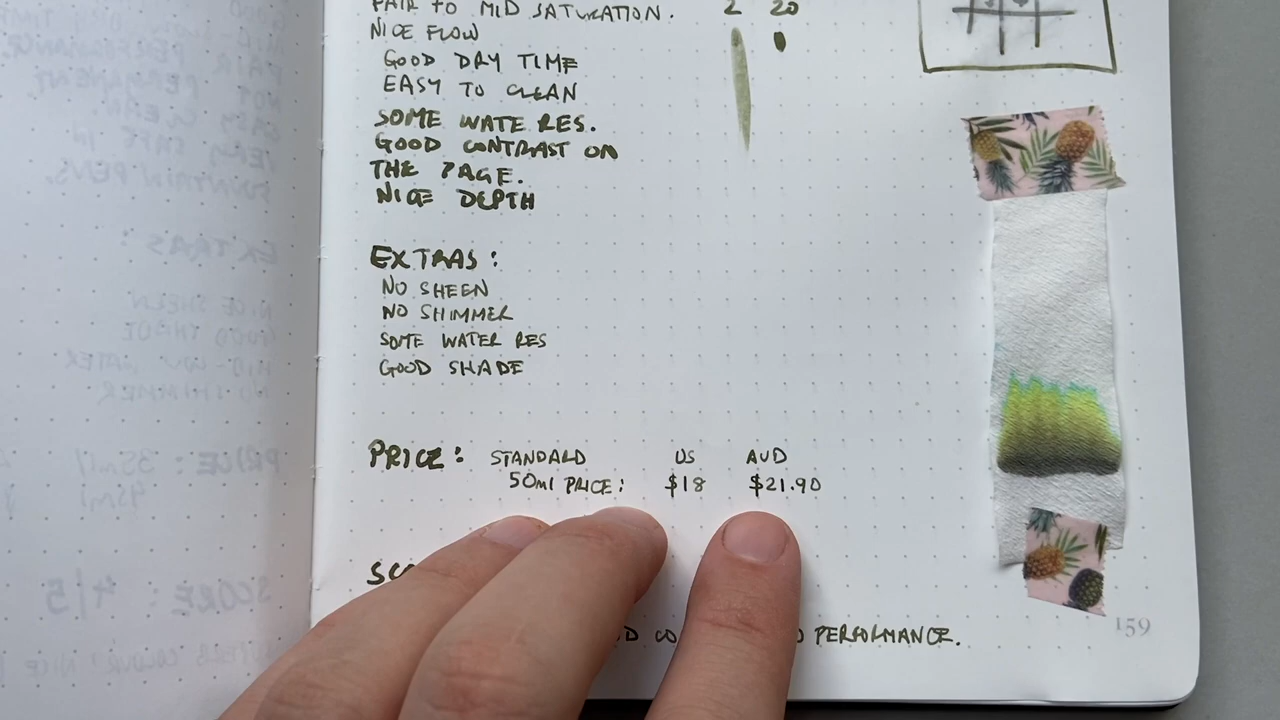 FAIR TO MID SATURATION. 2 20
NICE FLOW
GOOD DRY TIME
EASY TO CLEAN
SOME WATE RES.
GOOD CONTRAST ON
THE PAGE.
NICE DEPTH
EXTRAS:
NO SHEEN
NO SHIMMER
SOME WATER RES
GOOD SHADE
PRICE: STANDARD US AUD
50ml PRICE: $18 $21.90
PERFORMANCE.
159